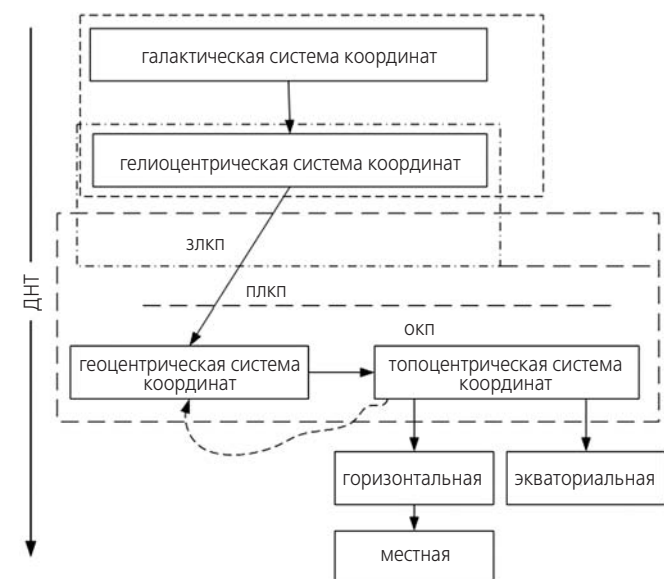 галактическая система координат
гелиоцентрическая система координат
злкп
ДНТ
плкп
окп
геоцентрическая система
координат
топоцентрическая система
координат
горизонтальная
экваториальная
местная